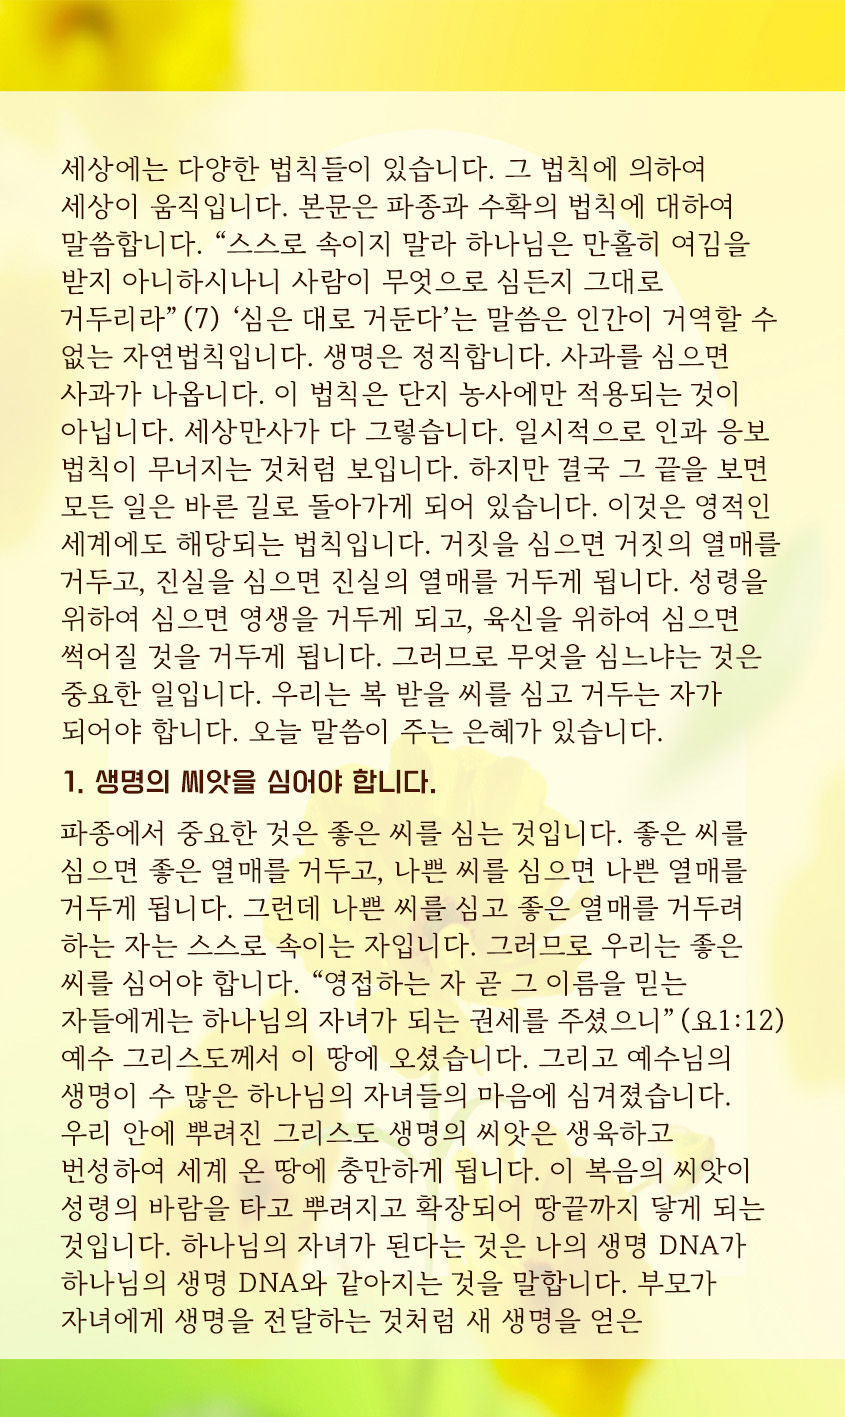 세상에는 다양한 법칙들이 있습니다. 그 법칙에 의하여
세상이 움직입니다. 본문은 파종과 수확의 법칙에 대하여
말씀합니다. “스스로 속이지 말라 하나님은 만홀히 여김을
받지 아니하시나니 사람이 무엇으로 심든지 그대로
거두리라” (7) ‘심은 대로 거둔다’는 말씀은 인간이 거역할 수
없는 자연법칙입니다. 생명은 정직합니다. 사과를 심으면
사과가 나옵니다. 이 법칙은 단지 농사에만 적용되는 것이
아닙니다. 세상만사가 다 그렇습니다. 일시적으로 인과 응보
법칙이 무너지는 것처럼 보입니다. 하지만 결국 그 끝을 보면
모든 일은 바른 길로 돌아가게 되어 있습니다. 이것은 영적인
세계에도 해당되는 법칙입니다. 거짓을 심으면 거짓의 열매를
거두고, 진실을 심으면 진실의 열매를 거두게 됩니다. 성령을
위하여 심으면 영생을 거두게 되고, 육신을 위하여 심으면
썩어질 것을 거두게 됩니다. 그러므로 무엇을 심느냐는 것은
중요한 일입니다. 우리는 복 받을 씨를 심고 거두는 자가
되어야 합니다. 오늘 말씀이 주는 은혜가 있습니다.
1. 생명의 씨앗을 심어야 합니다.
파종에서 중요한 것은 좋은 씨를 심는 것입니다. 좋은 씨를
심으면 좋은 열매를 거두고, 나쁜 씨를 심으면 나쁜 열매를
거두게 됩니다. 그런데 나쁜 씨를 심고 좋은 열매를 거두려
하는 자는 스스로 속이는 자입니다. 그러므로 우리는 좋은
씨를 심어야 합니다. “영접하는 자 곧 그 이름을 믿는
자들에게는 하나님의 자녀가 되는 권세를 주셨으니” (요1:12)
예수 그리스도께서 이 땅에 오셨습니다. 그리고 예수님의
생명이 수 많은 하나님의 자녀들의 마음에 심겨졌습니다.
우리 안에 뿌려진 그리스도 생명의 씨앗은 생육하고
번성하여 세계 온 땅에 충만하게 됩니다. 이 복음의 씨앗이
성령의 바람을 타고 뿌려지고 확장되어 땅끝까지 닿게 되는
것입니다. 하나님의 자녀가 된다는 것은 나의 생명 DNA가
하나님의 생명 DNA와 같아지는 것을 말합니다. 부모가
자녀에게 생명을 전달하는 것처럼 새 생명을 얻은